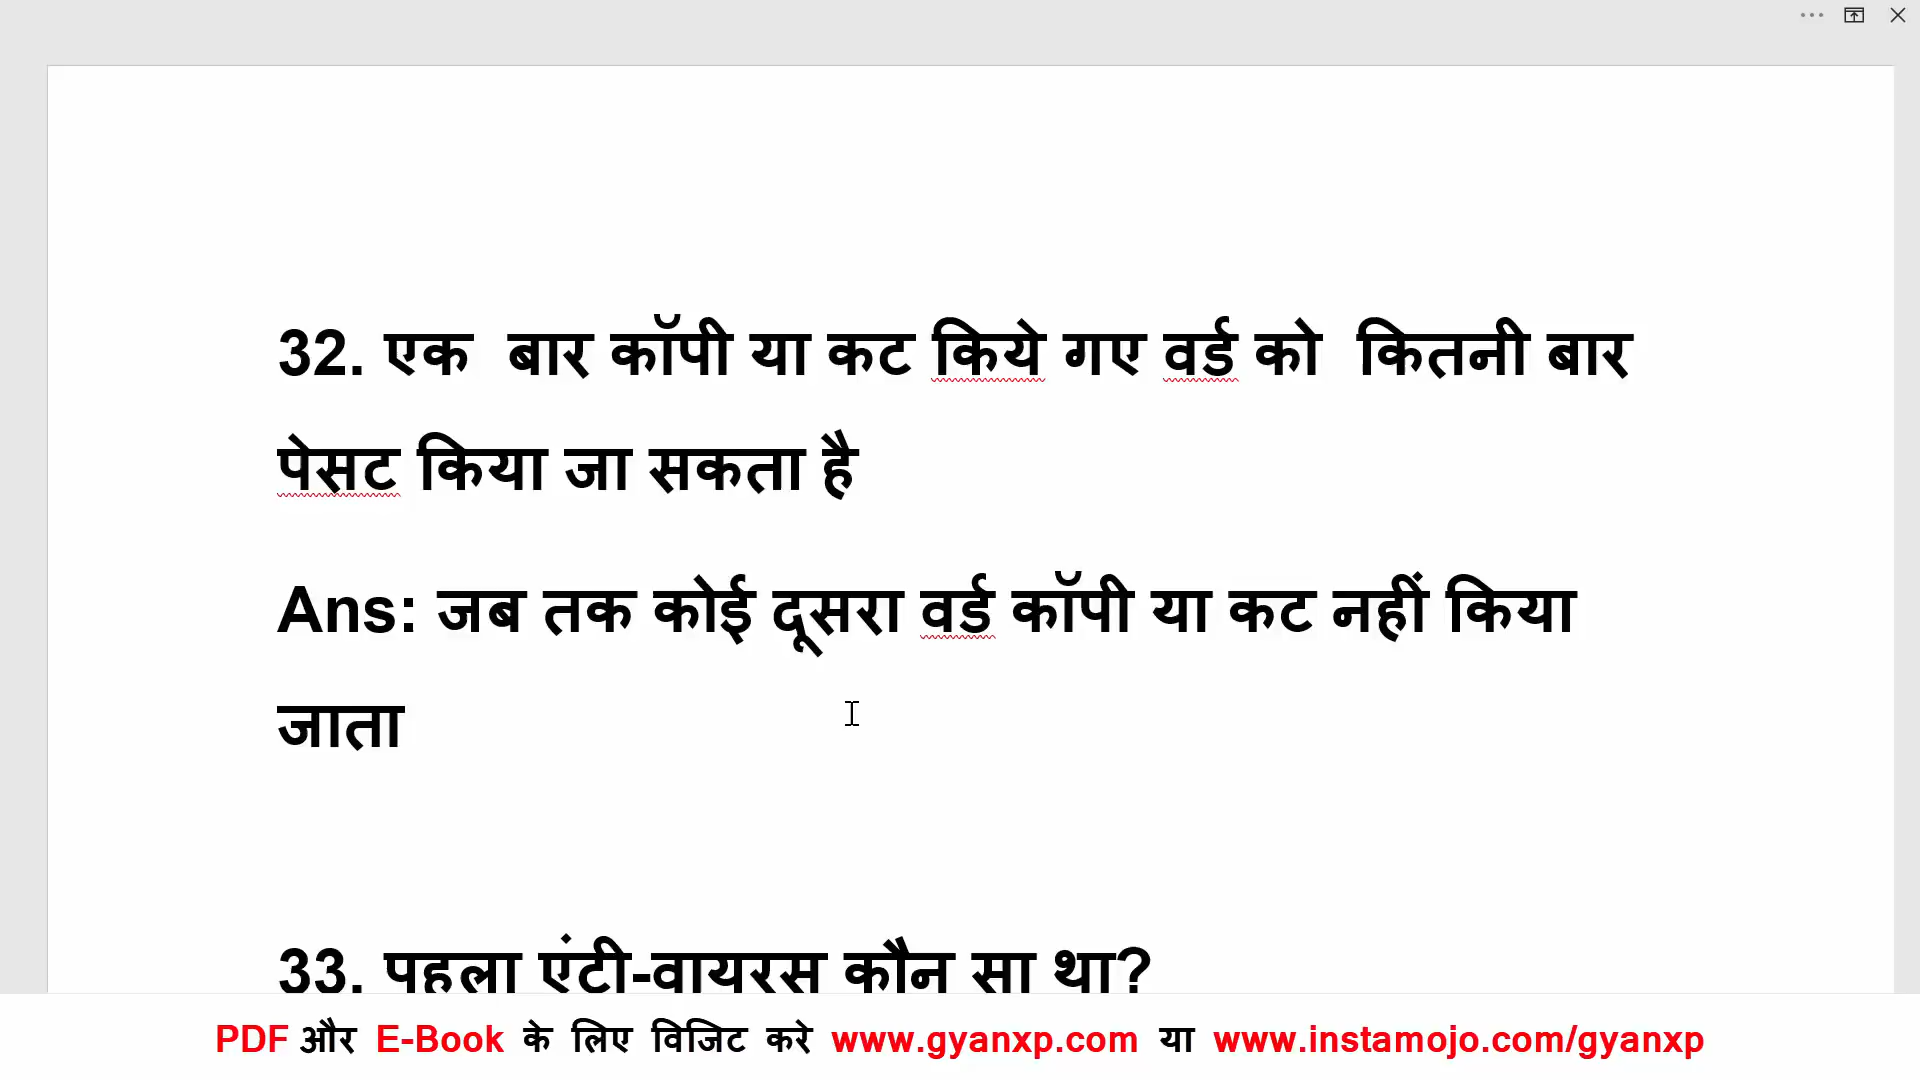 32. एक बार कॉपी या कट किये गए वर्ड को कितनी बार
पेसट किया जा सकता है
Ans: जब तक कोई दूसरा वर्ड कॉपी या कट नहीं किया
जाता
33. पहला एंटी-वायरस कौन सा था?
PDF और E-Book के लिए विजिट करे www.gyanxp.com या www.instamojo.com/gyanxp